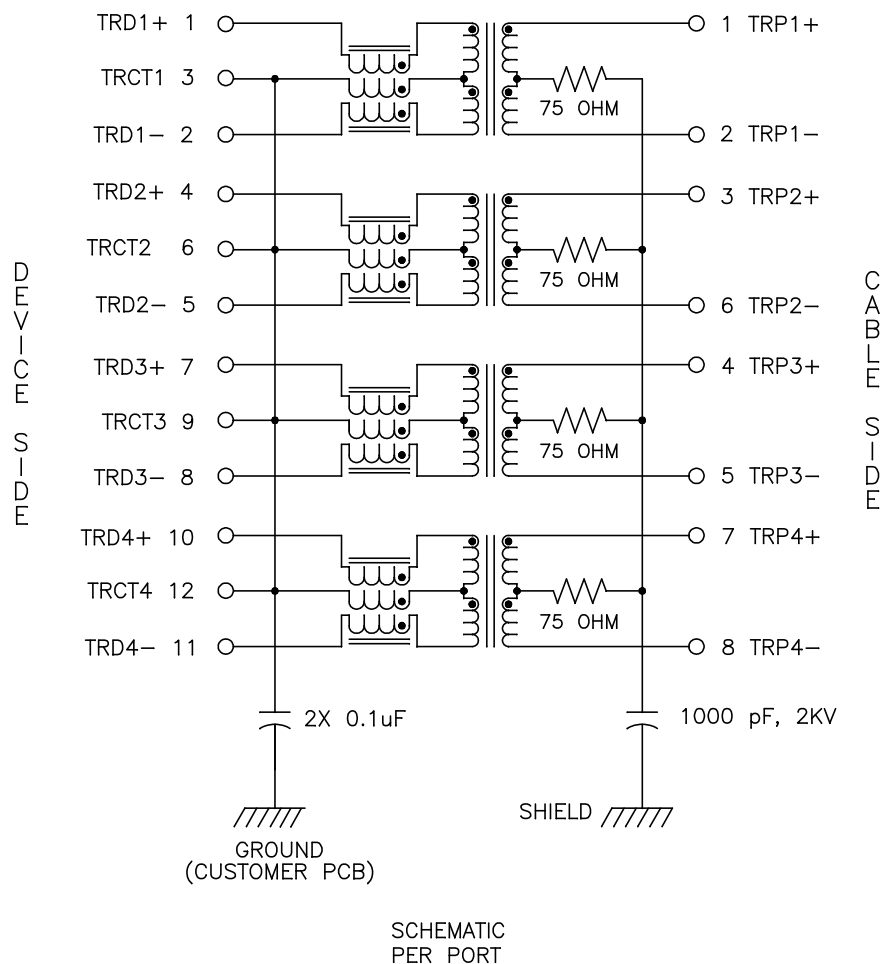 TRD1+ 1
1 TRP1+
TRCT1 3
75 OHM
TRD1- 2
2 TRP1-
TRD2+ 4
3 TRP2+
TRCT2 6
75 OHM
TRD2- 5
6 TRP2-
DEVICE SIDE
CABLE SIDE
TRD3+ 7
4 TRP3+
TRCT3 9
75 OHM
TRD3- 8
5 TRP3-
TRD4+ 10
7 TRP4+
TRCT4 12
75 OHM
TRD4- 11
8 TRP4-
2X 0.1uF
1000 pF, 2KV
SHIELD
GROUND
(CUSTOMER PCB)
SCHEMATIC
PER PORT